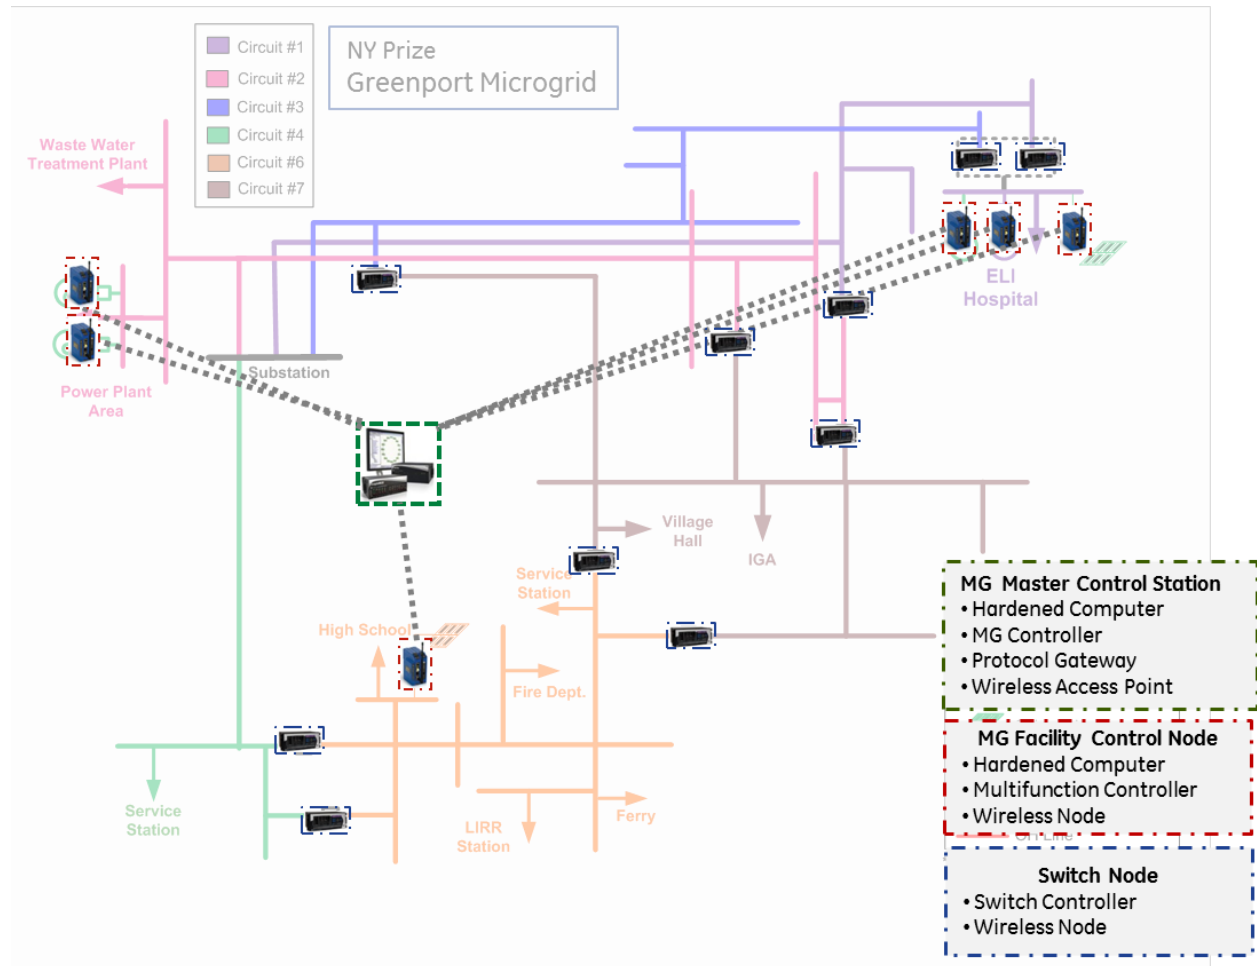 Circuit #1
Circuit #2
Circuit #3
Circuit #4
Circuit #6
Circuit #7
NY Prize
Greenport Microgrid
Waste Water
Treatment Plant
ELI
Hospital
Substation
Power Plant
Area
Village
Hall
IGA
Service
Station
High School
Fire Dept.
Service
Station
LIRR
Station
Ferry
MG Master Control Station
• Hardened Computer
• MG Controller
• Protocol Gateway
• Wireless Access Point
MG Facility Control Node
• Hardened Computer
• Multifunction Controller
• Wireless Node
Switch Node
• Switch Controller
• Wireless Node